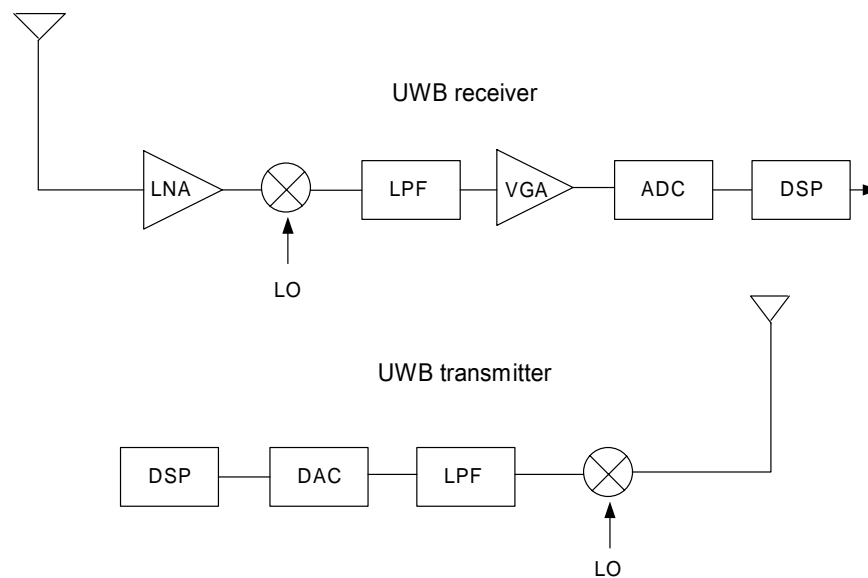 UWB receiver
LNA
LPF
VGA
ADC
DSP
LO
UWB transmitter
DSP
DAC
LPF
LO